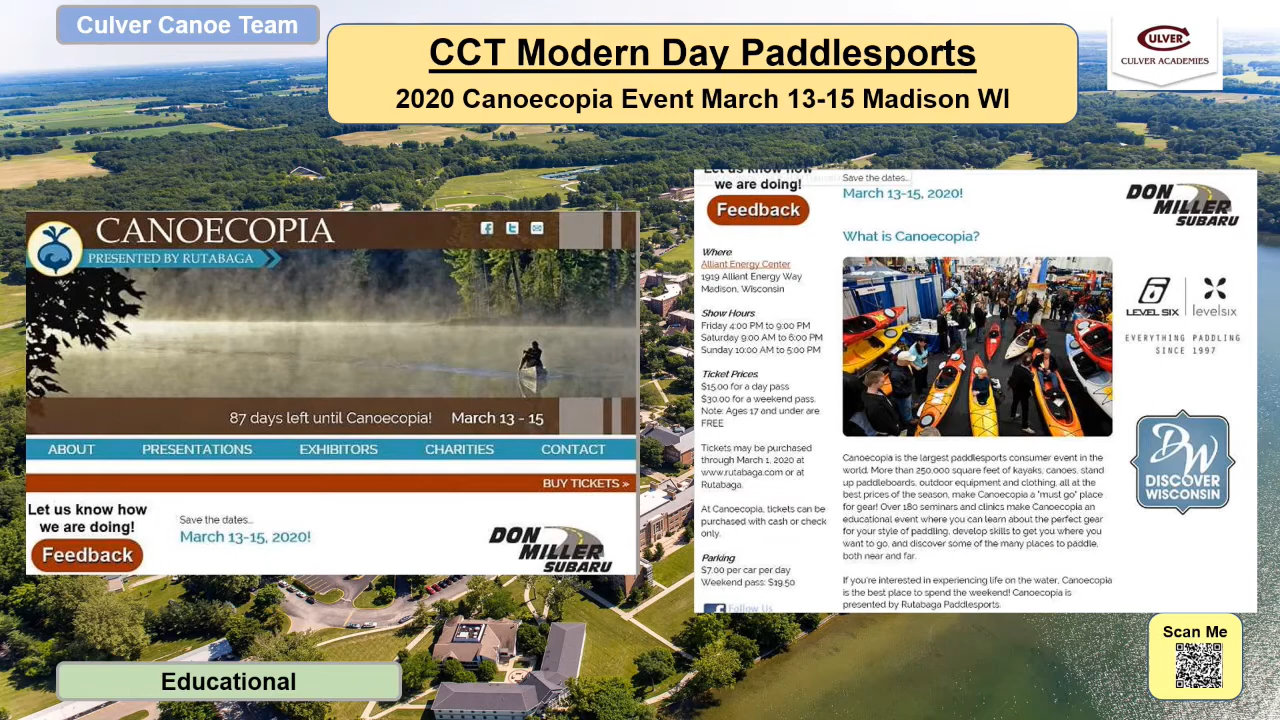 Culver Canoe Team
CCT Modern Day Paddlesports
2020 Canoecopia Event March 13-15 Madison WI
CULVER
CULVER ACADEMIES
CANOECOPIA
PRESENTED BY RUTABAGA
87 days left until Canoecopia! March 13 - 15
ABOUT PRESENTATIONS EXHIBITORS CHARITIES CONTACT
BUY TICKETS »
Let us know how
we are doing!
Feedback
Save the dates...
March 13-15, 2020!
DON
MILLER
SUBARU
Let us know how
we are doing!
Feedback
Where
Alliant Energy Center
1919 Alliant Energy Way
Madison, Wisconsin
Show Hours
Friday 4:00 PM to 9:00 PM
Saturday 9:00 AM to 6:00 PM
Sunday 10:00 AM to 5:00 PM
Ticket Prices
$15.00 for a day pass
$30.00 for a weekend pass.
Note: Ages 17 and under are
FREE
Tickets may be purchased
through March 1, 2020 at
www.rutabaga.com or at
Rutabaga.
At Canoecopia, tickets can be
purchased with cash or check
only.
Parking
$7.00 per car per day
Weekend pass: $19.50
Follow Us
Save the dates...
March 13-15, 2020!
What is Canoecopia?
Canoecopia is the largest paddlesports consumer event in the
world. More than 250,000 square feet of kayaks, canoes, stand
up paddleboards, outdoor equipment and clothing, all at the
best prices of the season, make Canoecopia a "must go" place
for gear! Over 180 seminars and clinics make Canoecopia an
educational event where you can learn about the perfect gear
for your style of paddling, develop skills to get you where you
want to go, and discover some of the many places to paddle,
both near and far.
If you're interested in experiencing life on the water, Canoecopia
is the best place to spend the weekend! Canoecopia is
presented by Rutabaga Paddlesports.
DON
MILLER
SUBARU
LEVEL SIX levelsix
EVERYTHING PADDLING
SINCE 1997
DW
DISCOVER
WISCONSIN
Scan Me
Educational